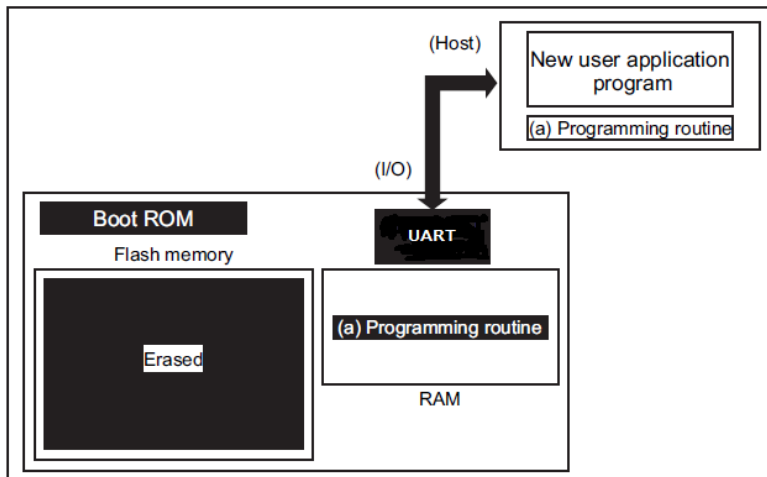 (Host)
New user application
program
(a) Programming routine
(I/O)
Boot ROM
UART
Flash memory
(a) Programming routine
Erased
RAM